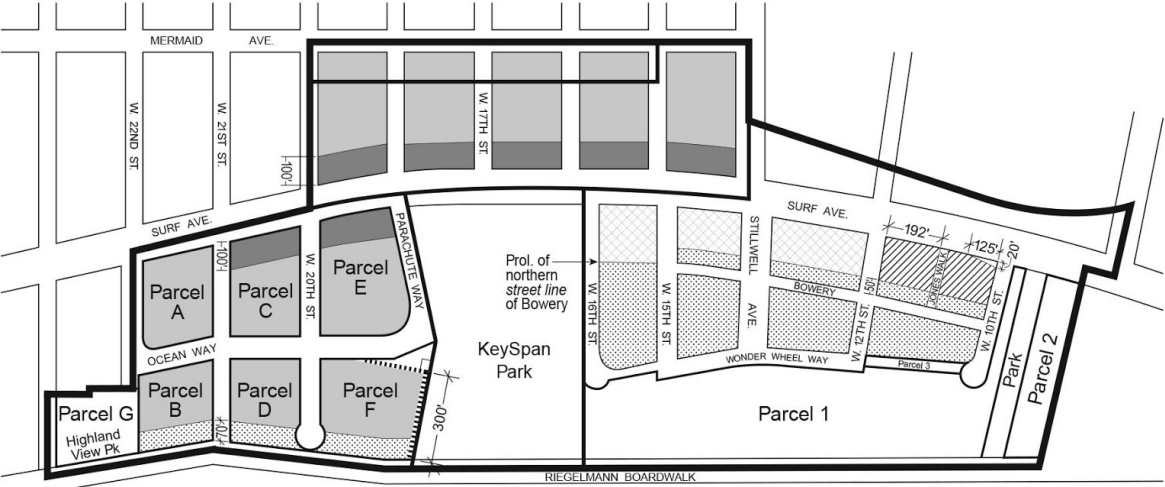 MERMAID AVE.
W. 22ND ST.
W. 21ST ST.
W. 17TH ST.
100'
SURF AVE.
SURF AVE.
192'
125'
20'
100'
W. 20TH ST.
PARACHUTE WAY
Parcel
A
Parcel
C
Parcel
E
Prol. of
northern
street line
of Bowery
W. 16TH ST.
W. 15TH ST.
STILLWELL AVE.
BOWERY
50'
JONES WALK
W. 12TH ST.
W. 10TH ST.
OCEAN WAY
KeySpan
Park
WONDER WHEEL WAY
Parcel 3
Park
Parcel 2
Parcel G
Highland
View Pk
Parcel
B
Parcel
D
Parcel
F
70'
300'
Parcel 1
RIEGELMANN BOARDWALK